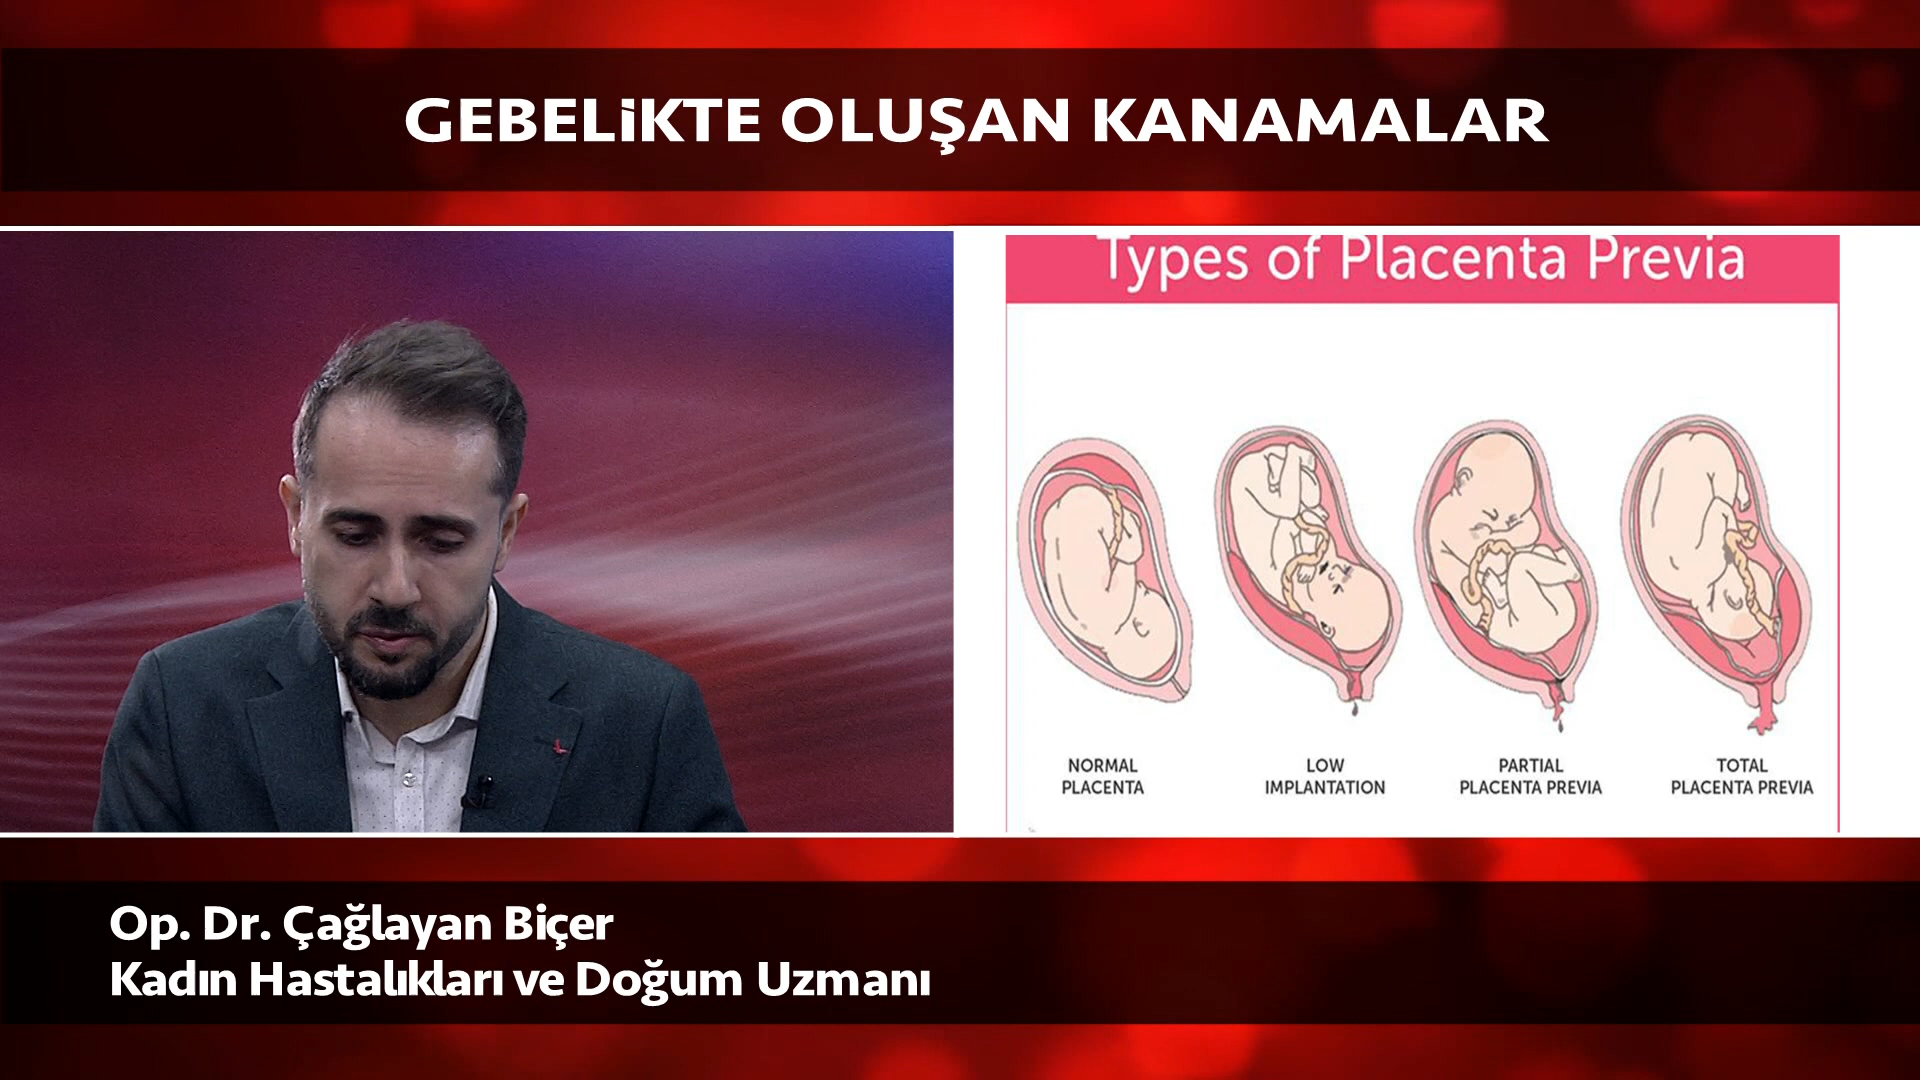 GEBELİKTE OLUŞAN KANAMALAR
Types of Placenta Previa
NORMAL
PLACENTA
LOW
IMPLANTATION
PARTIAL
PLACENTA PREVIA
TOTAL
PLACENTA PREVIA
Op. Dr. Çağlayan Biçer
Kadın Hastalıkları ve Doğum Uzmanı